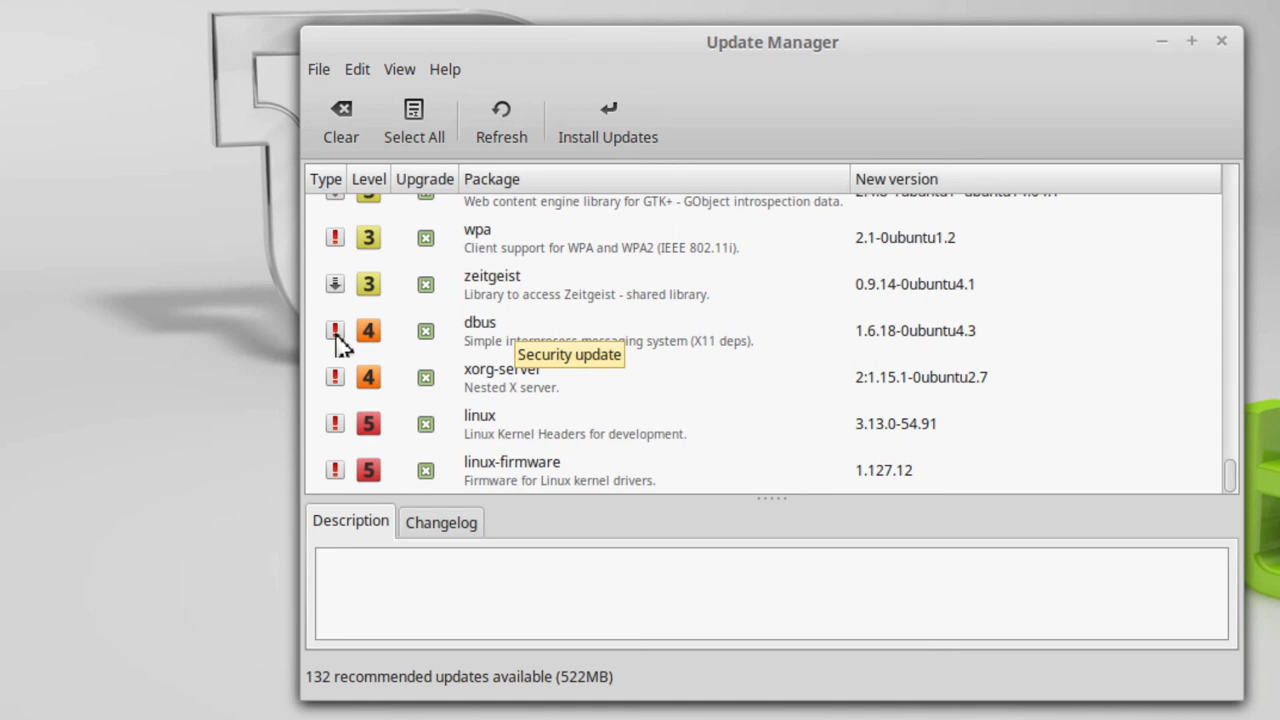 Update Manager
File Edit View Help
Clear Select All Refresh Install Updates
Type Level Upgrade Package New version
Web content engine library for GTK+ - GObject introspection data.
! 3 wpa 2.1-0ubuntu1.2
Client support for WPA and WPA2 (IEEE 802.11i).
3 zeitgeist 0.9.14-0ubuntu4.1
Library to access Zeitgeist - shared library.
! 4 dbus 1.6.18-0ubuntu4.3
Simple interprocess messaging system (X11 deps).
Security update
! 4 xorg-server 2:1.15.1-0ubuntu2.7
Nested X server.
! 5 linux 3.13.0-54.91
Linux Kernel Headers for development.
! 5 linux-firmware 1.127.12
Firmware for Linux kernel drivers.
Description Changelog
132 recommended updates available (522MB)